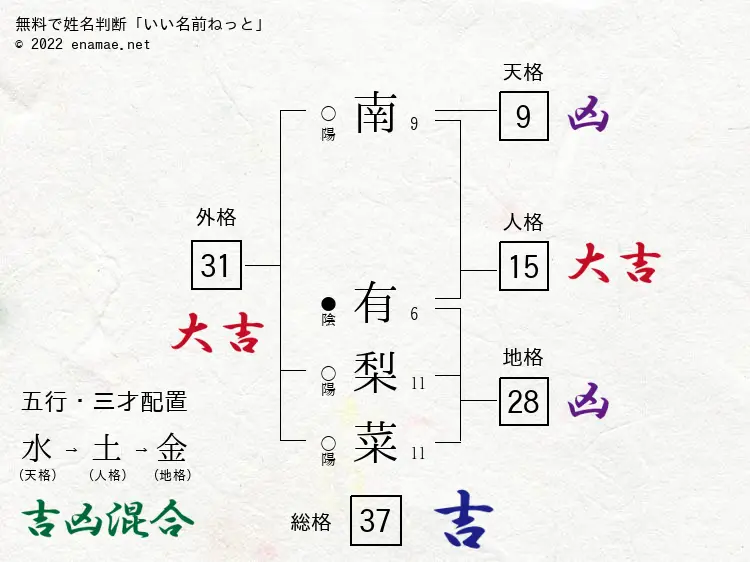 無料で姓名判断「いい名前ねっと」
© 2022 enamae.net
天格
9 凶
○ 陽 南 9
外格
31
大吉
人格
15 大吉
● 陰 有 6
○ 陽 梨 11
○ 陽 菜 11
地格
28 凶
五行・三才配置
水 → 土 → 金
(天格) (人格) (地格)
吉凶混合
総格 37 吉